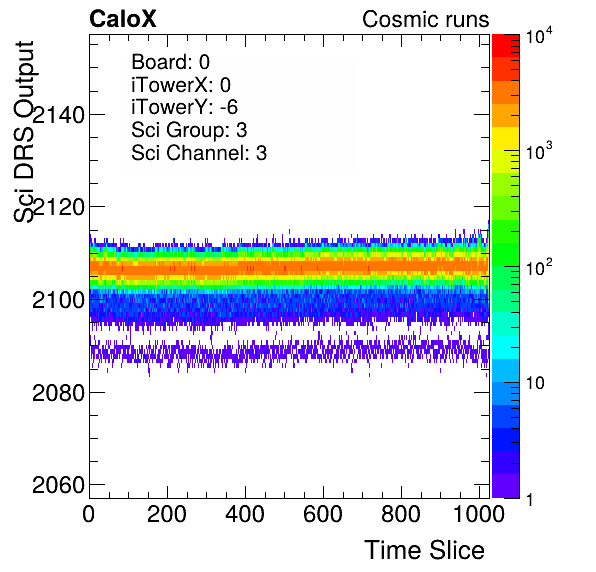 CaloX
Cosmic runs
Board: 0
iTowerX: 0
iTowerY: -6
Sci Group: 3
Sci Channel: 3
Sci DRS Output
2140
2120
2100
2080
2060
0 200 400 600 800 1000
Time Slice
10^4
10^3
10^2
10
1